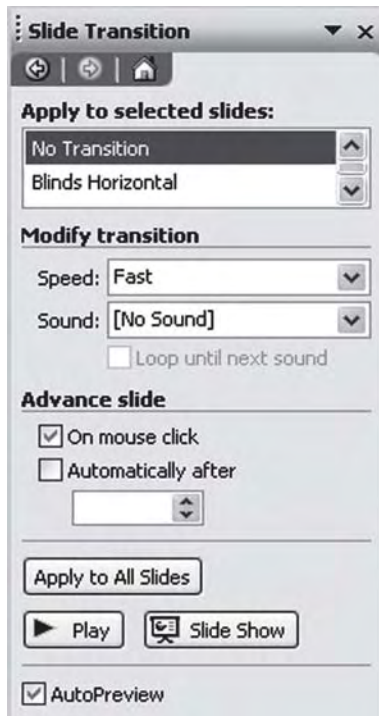 Slide Transition
Apply to selected slides:
No Transition
Blinds Horizontal
Modify transition
Speed: Fast
Sound: [No Sound]
Loop until next sound
Advance slide
On mouse click
Automatically after
Apply to All Slides
Play Slide Show
AutoPreview